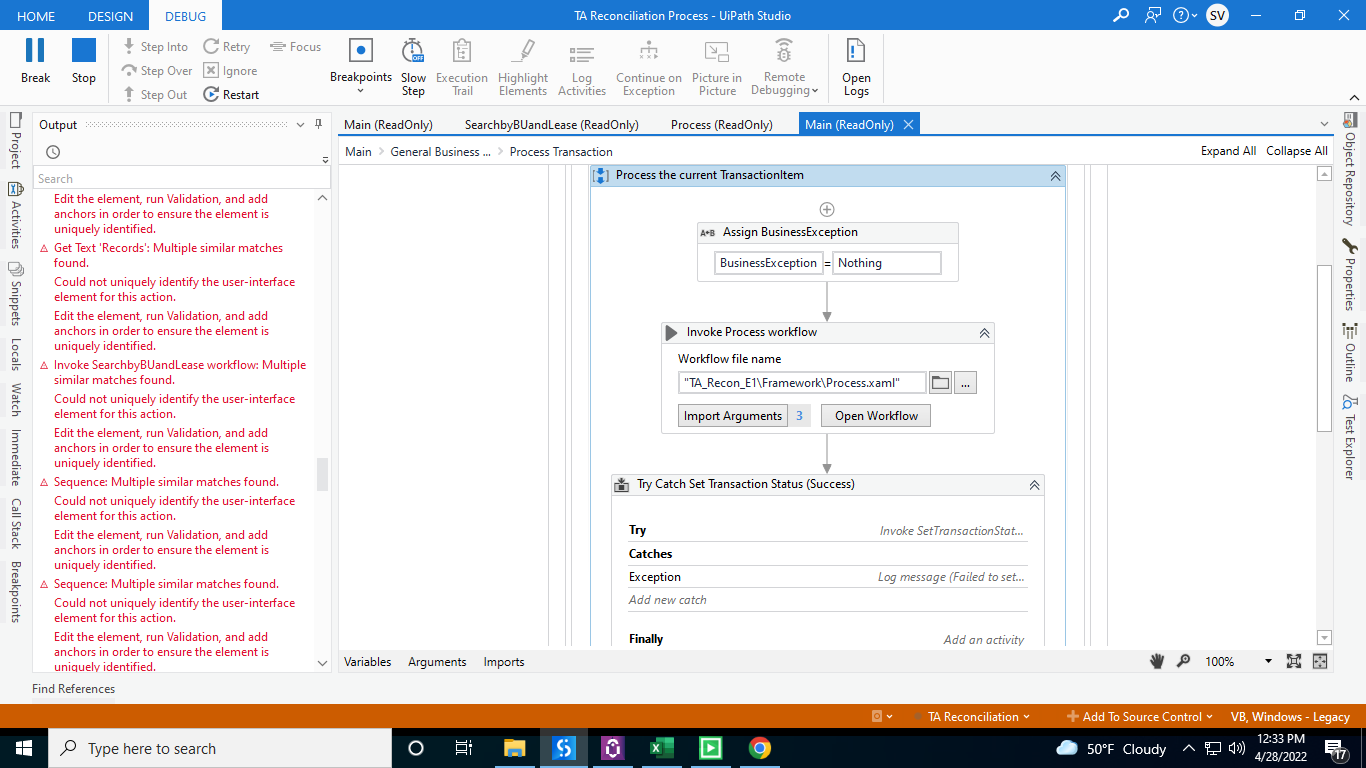 HOME
DESIGN
DEBUG
TA Reconciliation Process - UiPath Studio
SV
Break
Stop
Step Into
Step Over
Step Out
Retry
Ignore
Restart
Focus
Breakpoints
Slow
Step
OFF
Execution
Trail
Highlight
Elements
Log
Activities
Continue on
Exception
Picture in
Picture
Remote
Debugging
Open
Logs
Project
Activities
Snippets
Locals
Watch
Immediate
Call Stack
Breakpoints
Output
Search
Edit the element, run Validation, and add
anchors in order to ensure the element is
uniquely identified.
Get Text 'Records': Multiple similar matches
found.
Could not uniquely identify the user-interface
element for this action.
Edit the element, run Validation, and add
anchors in order to ensure the element is
uniquely identified.
Invoke SearchbyBUandLease workflow: Multiple
similar matches found.
Could not uniquely identify the user-interface
element for this action.
Edit the element, run Validation, and add
anchors in order to ensure the element is
uniquely identified.
Sequence: Multiple similar matches found.
Could not uniquely identify the user-interface
element for this action.
Edit the element, run Validation, and add
anchors in order to ensure the element is
uniquely identified.
Sequence: Multiple similar matches found.
Could not uniquely identify the user-interface
element for this action.
Edit the element, run Validation, and add
anchors in order to ensure the element is
uniquely identified.
Find References
Main (ReadOnly)
SearchbyBUandLease (ReadOnly)
Process (ReadOnly)
Main (ReadOnly)
Main > General Business ... > Process Transaction
Expand All
Collapse All
Process the current TransactionItem
A+B Assign BusinessException
BusinessException = Nothing
Invoke Process workflow
Workflow file name
"TA_Recon_E1\Framework\Process.xaml"
...
Import Arguments 3
Open Workflow
Try Catch Set Transaction Status (Success)
Try
Invoke SetTransactionStat...
Catches
Exception
Log message (Failed to set...
Add new catch
Finally
Add an activity
Variables
Arguments
Imports
100%
Object Repository
Properties
Outline
Test Explorer
TA Reconciliation
Add To Source Control
VB, Windows - Legacy
Type here to search
50°F Cloudy
12:33 PM
4/28/2022
17